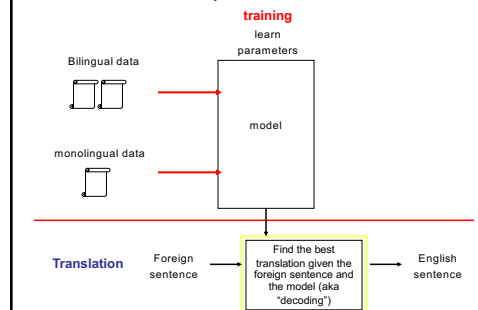 training
learn
parameters
Bilingual data
model
monolingual data
Translation
Foreign
sentence
Find the best
translation given the
foreign sentence and
the model (aka
“decoding”)
English
sentence